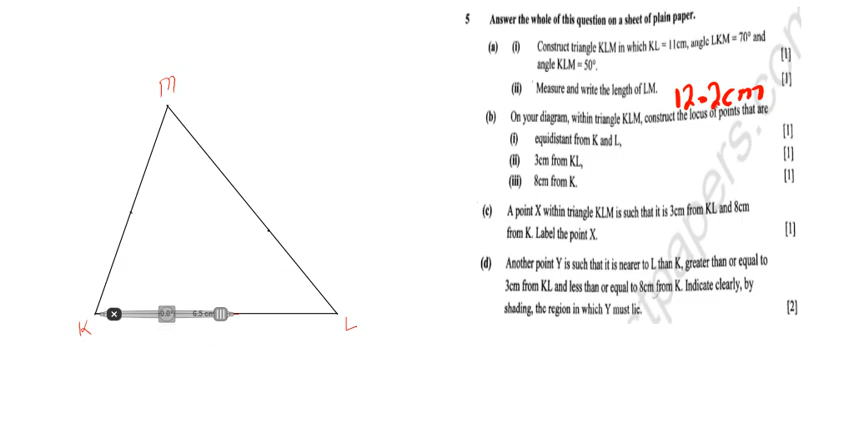 5 Answer the whole of this question on a sheet of plain paper.
(a) (i) Construct triangle KLM in which KL = 11cm, angle LKM = 70° and
angle KLM = 50°. [1]
(ii) Measure and write the length of LM. [1]
12.2cm
(b) On your diagram, within triangle KLM, construct the locus of points that are
(i) equidistant from K and L, [1]
(ii) 3cm from KL, [1]
(iii) 8cm from K. [1]
(c) A point X within triangle KLM is such that it is 3cm from KL and 8cm
from K. Label the point X. [1]
(d) Another point Y is such that it is nearer to L than K, greater than or equal to
3cm from KL and less than or equal to 8cm from K. Indicate clearly, by
shading, the region in which Y must lie. [2]
M
K
L
0.0°
6.5 cm
tpapers.com